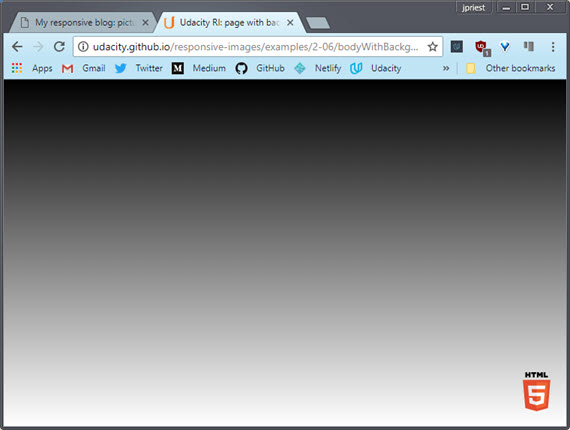 jpriest
My responsive blog: pict
Udacity RI: page with bac
udacity.github.io/responsive-images/examples/2-06/bodyWithBackg...
1
Apps Gmail Twitter Medium GitHub Netlify Udacity » Other bookmarks
HTML
5